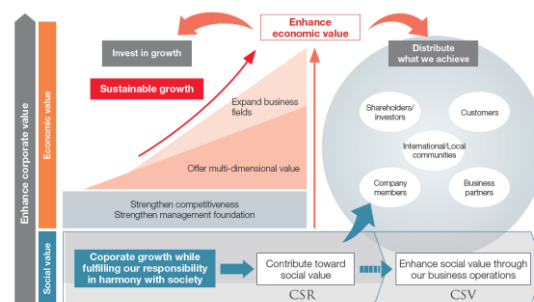 Enhance
economic value
Invest in growth
Distribute
what we achieve
Sustainable growth
Expand business
fields
Offer multi-dimensional value
Strengthen competitiveness
Strengthen management foundation
Shareholders/
investors
Customers
International/Local
communities
Company
members
Business
partners
Enhance corporate value
Economic value
Social value
Coporate growth while
fulfilling our responsibility
in harmony with society
Contribute toward
social value
Enhance social value through
our business operations
CSR
CSV